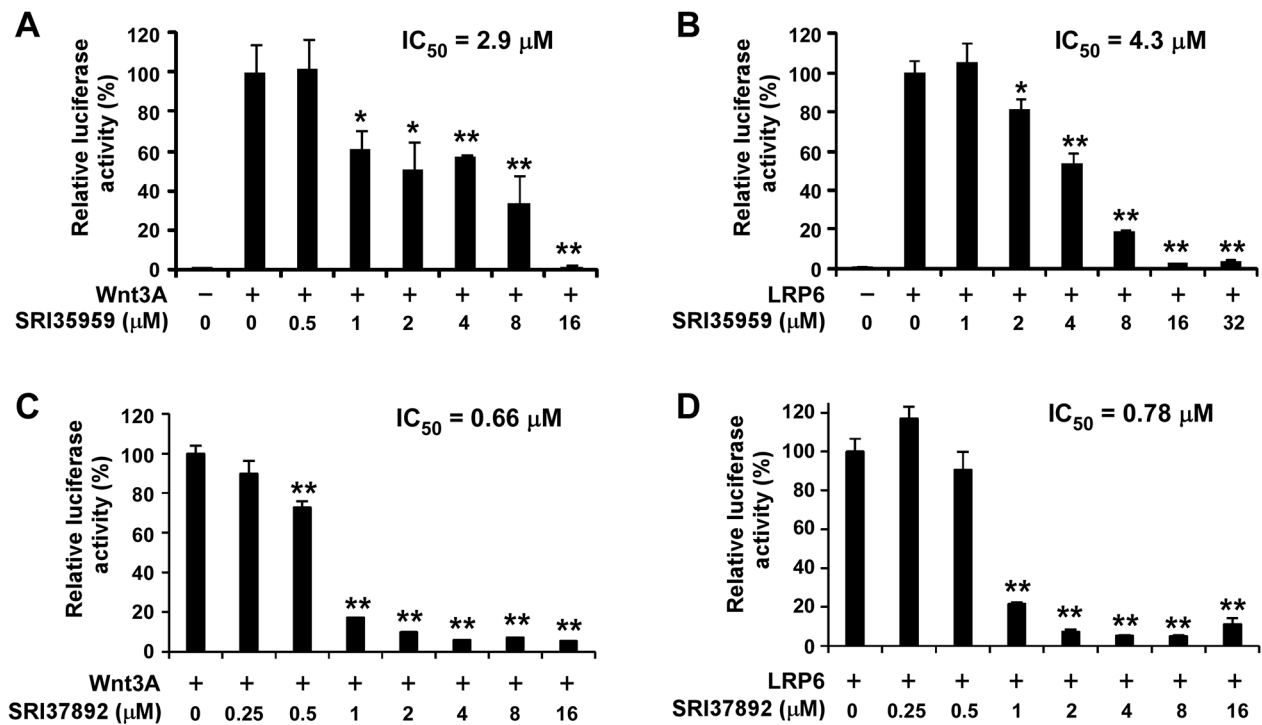 A
IC50 = 2.9 μM
Relative luciferase
activity (%)
120
100
80
60
40
20
0
* * ** ** **
Wnt3A − + + + + + + +
SRI35959 (μM) 0 0 0.5 1 2 4 8 16
B
IC50 = 4.3 μM
Relative luciferase
activity (%)
120
100
80
60
40
20
0
* ** ** ** **
LRP6 − + + + + + + +
SRI35959 (μM) 0 0 1 2 4 8 16 32
C
IC50 = 0.66 μM
Relative luciferase
activity (%)
120
100
80
60
40
20
0
** ** ** ** ** **
Wnt3A + + + + + + + +
SRI37892 (μM) 0 0.25 0.5 1 2 4 8 16
D
IC50 = 0.78 μM
Relative luciferase
activity (%)
120
100
80
60
40
20
0
** ** ** ** **
LRP6 + + + + + + + +
SRI37892 (μM) 0 0.25 0.5 1 2 4 8 16